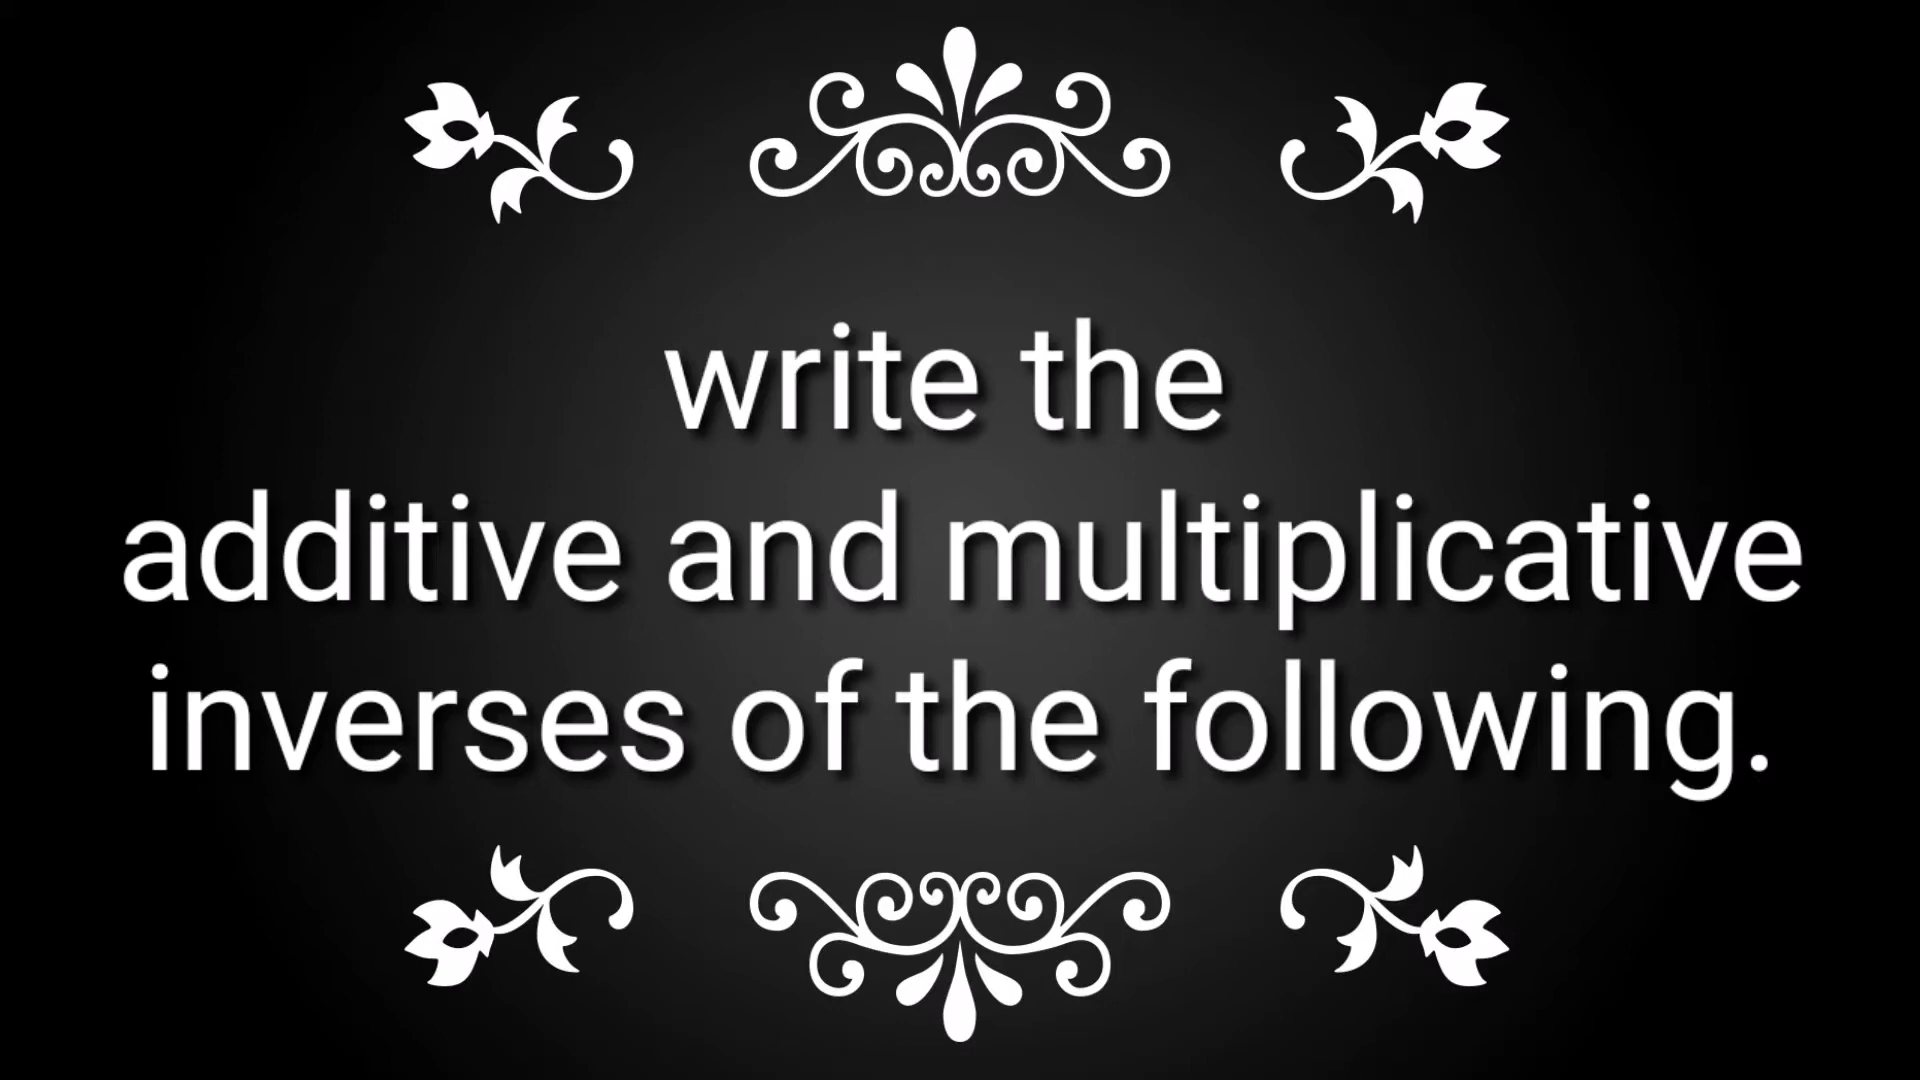 write the
additive and multiplicative
inverses of the following.